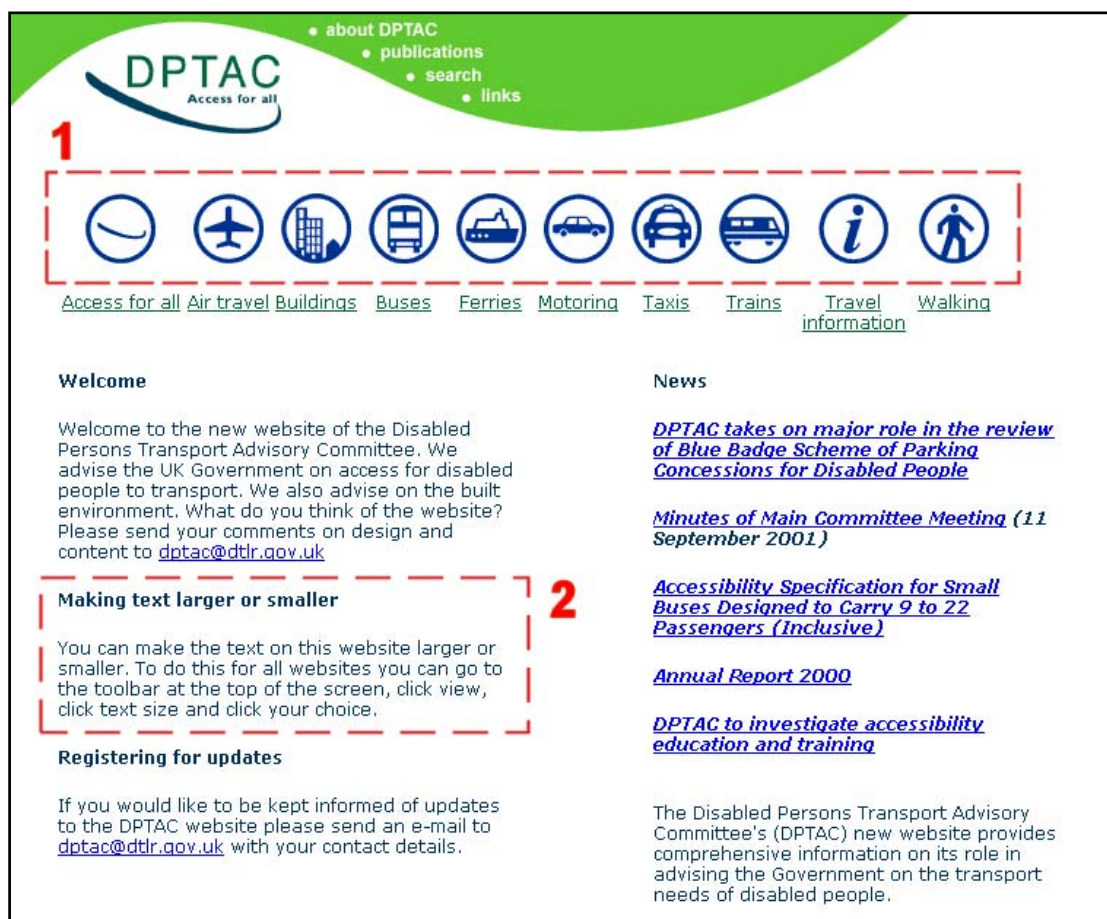 about DPTAC
publications
search
links
DPTAC
Access for all
1
i
Access for all Air travel Buildings Buses Ferries Motoring Taxis Trains Travel information Walking
Welcome
Welcome to the new website of the Disabled
Persons Transport Advisory Committee. We
advise the UK Government on access for disabled
people to transport. We also advise on the built
environment. What do you think of the website?
Please send your comments on design and
content to dptac@dtlr.gov.uk
Making text larger or smaller
2
You can make the text on this website larger or
smaller. To do this for all websites you can go to
the toolbar at the top of the screen, click view,
click text size and click your choice.
Registering for updates
If you would like to be kept informed of updates
to the DPTAC website please send an e-mail to
dptac@dtlr.gov.uk with your contact details.
News
DPTAC takes on major role in the review
of Blue Badge Scheme of Parking
Concessions for Disabled People
Minutes of Main Committee Meeting (11
September 2001)
Accessibility Specification for Small
Buses Designed to Carry 9 to 22
Passengers (Inclusive)
Annual Report 2000
DPTAC to investigate accessibility
education and training
The Disabled Persons Transport Advisory
Committee's (DPTAC) new website provides
comprehensive information on its role in
advising the Government on the transport
needs of disabled people.